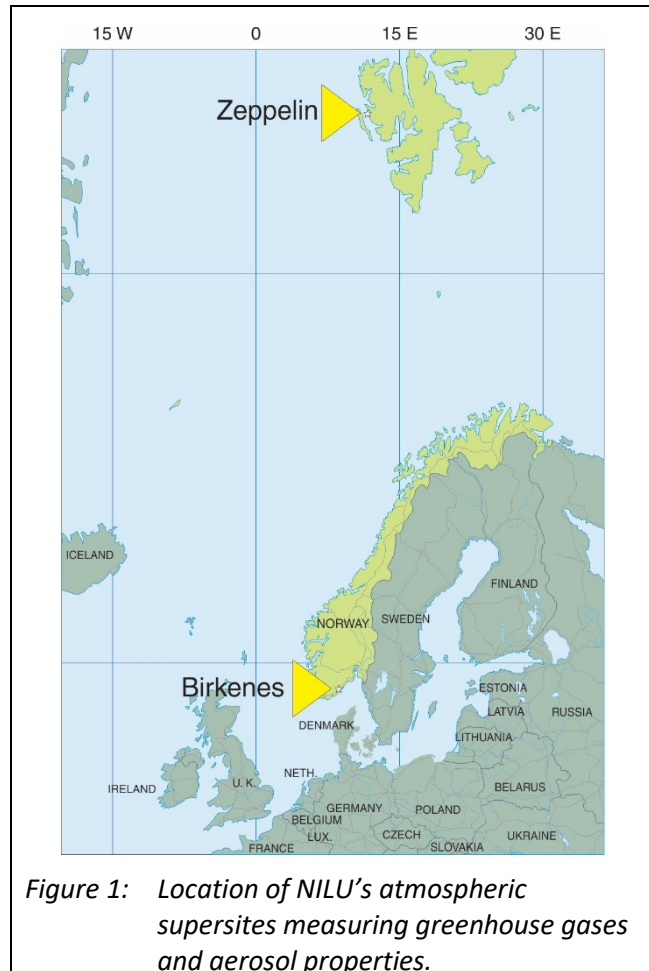 15 W 0 15 E 30 E
Zeppelin
ICELAND
FINLAND
NORWAY SWEDEN
Birkenes
ESTONIA
LATVIA RUSSIA
DENMARK
LITHUANIA
IRELAND U. K. NETH. BELARUS
GERMANY POLAND
BELGIUM
LUX. CZECH UKRAINE
FRANCE SLOVAKIA
Figure 1: Location of NILU's atmospheric
supersites measuring greenhouse gases
and aerosol properties.